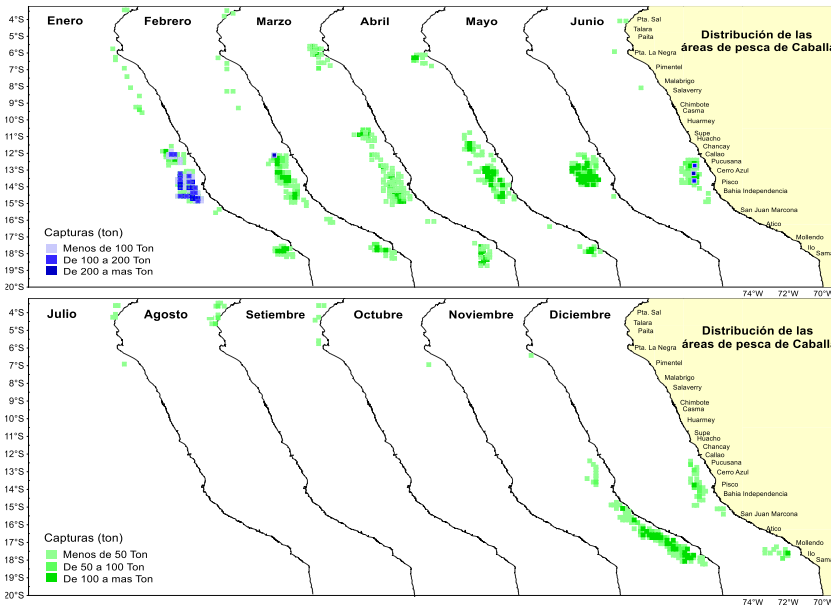 Enero
Febrero
Marzo
Abril
Mayo
Junio
Distribución de las
áreas de pesca de Caball
4°S
5°S
6°S
7°S
8°S
9°S
10°S
11°S
12°S
13°S
14°S
15°S
16°S
17°S
18°S
19°S
20°S
Pta. Sal
Talara
Paita
Pta. La Negra
Pimentel
Malabrigo
Salaverry
Chimbote
Casma
Huarmey
Supe
Huacho
Chancay
Callao
Pucusana
Cerro Azul
Pisco
Bahia Independencia
San Juan Marcona
Atico
Mollendo
Ilo
Sama
Capturas (ton)
Menos de 100 Ton
De 100 a 200 Ton
De 200 a mas Ton
74°W
72°W
70°W
Julio
Agosto
Setiembre
Octubre
Noviembre
Diciembre
Distribución de las
áreas de pesca de Caball
4°S
5°S
6°S
7°S
8°S
9°S
10°S
11°S
12°S
13°S
14°S
15°S
16°S
17°S
18°S
19°S
20°S
Pta. Sal
Talara
Paita
Pta. La Negra
Pimentel
Malabrigo
Salaverry
Chimbote
Casma
Huarmey
Supe
Huacho
Chancay
Callao
Pucusana
Cerro Azul
Pisco
Bahia Independencia
San Juan Marcona
Atico
Mollendo
Ilo
Sama
Capturas (ton)
Menos de 50 Ton
De 50 a 100 Ton
De 100 a mas Ton
74°W
72°W
70°W